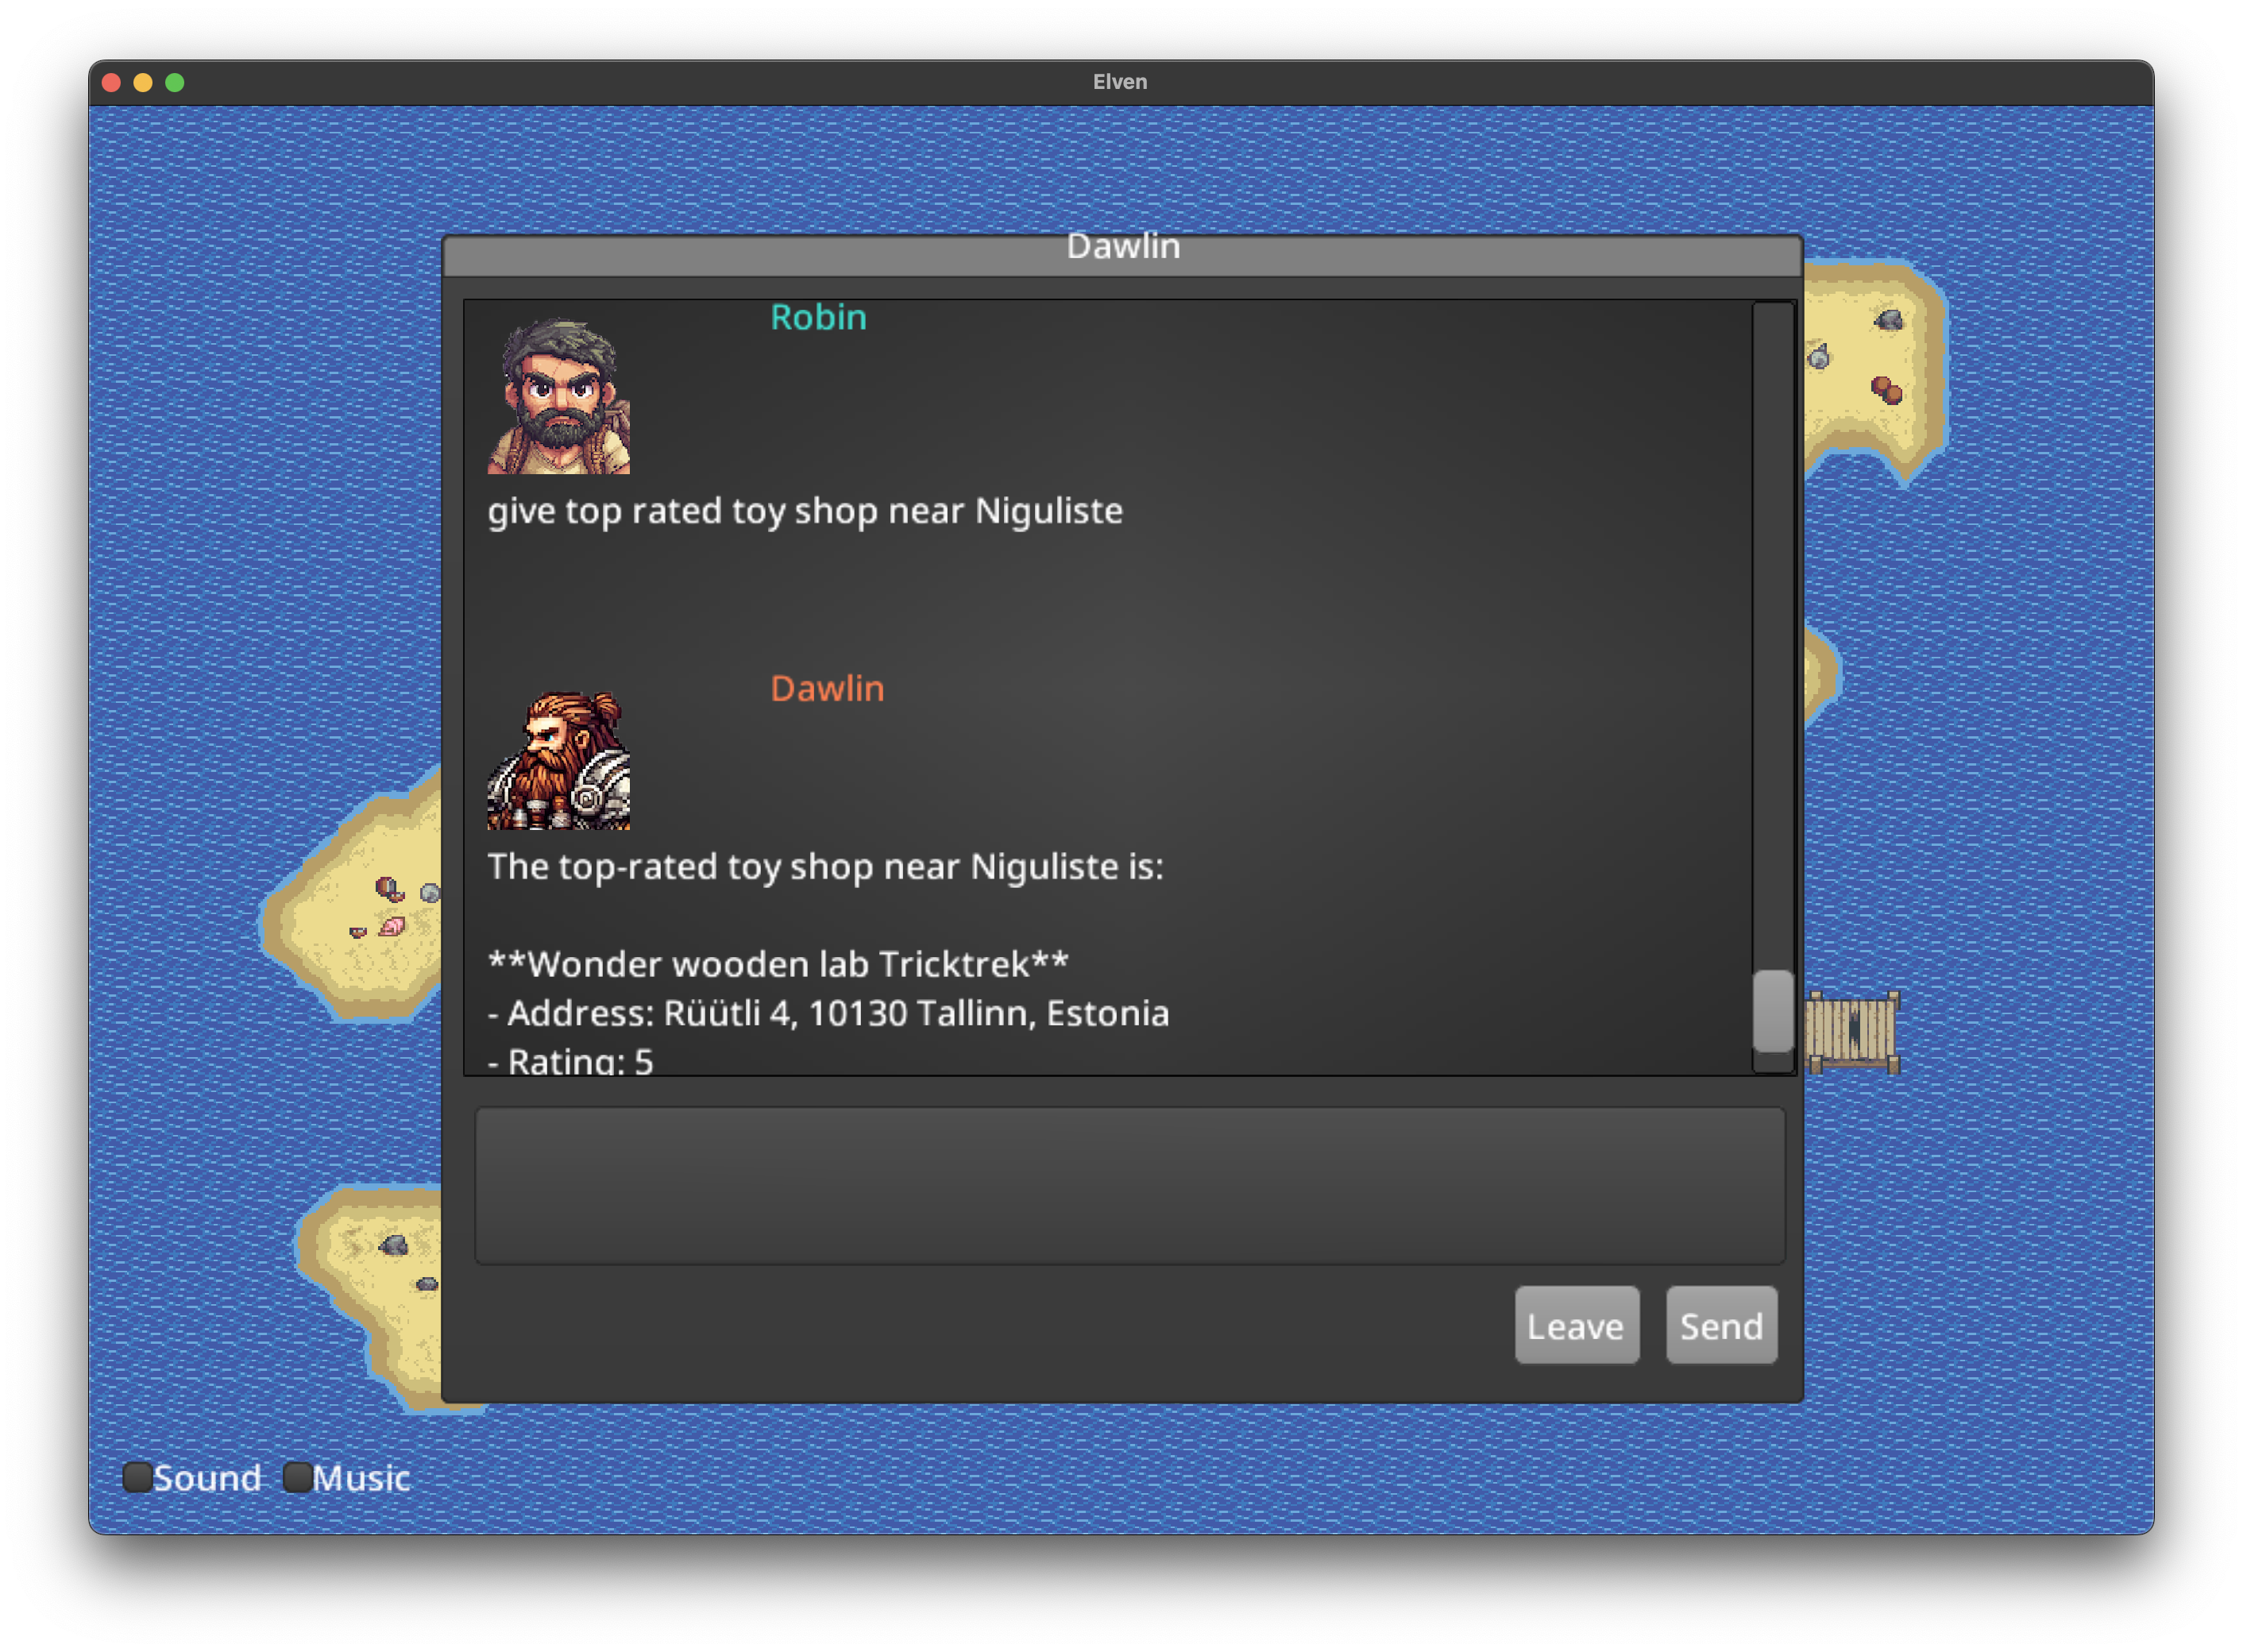 Elven
Dawlin
Robin
give top rated toy shop near Niguliste
Dawlin
The top-rated toy shop near Niguliste is:
**Wonder wooden lab Tricktrek**
- Address: Rüütli 4, 10130 Tallinn, Estonia
- Rating: 5
Leave Send
Sound Music